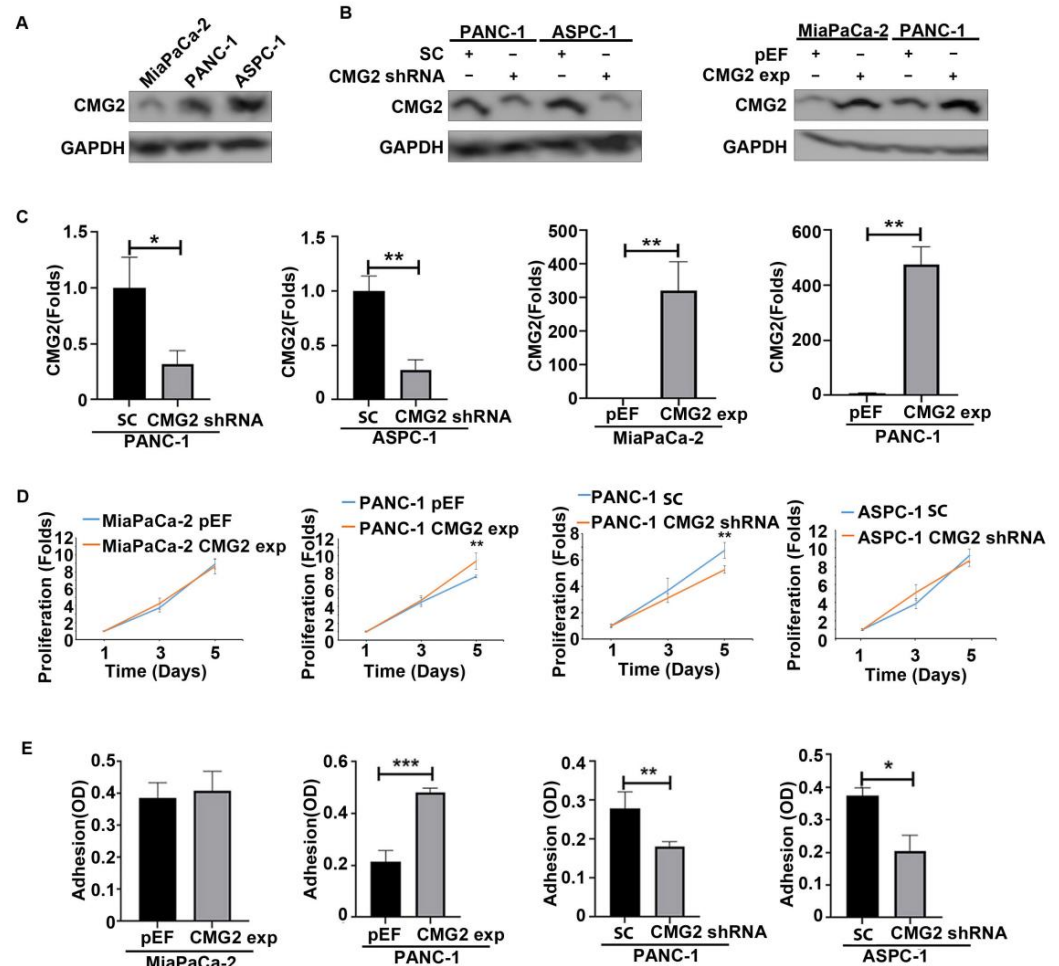 A
MiaPaCa-2 PANC-1 ASPC-1
CMG2
GAPDH
B
PANC-1 ASPC-1
SC + − + −
CMG2 shRNA − + − +
CMG2
GAPDH
MiaPaCa-2 PANC-1
pEF + − + −
CMG2 exp − + − +
CMG2
GAPDH
C
CMG2(Folds)
1.5
1.0
0.5
0
*
SC CMG2 shRNA
PANC-1
CMG2(Folds)
1.5
1.0
0.5
0
**
SC CMG2 shRNA
ASPC-1
CMG2(Folds)
500
400
300
200
100
0
**
pEF CMG2 exp
MiaPaCa-2
CMG2(Folds)
600
400
200
0
**
pEF CMG2 exp
PANC-1
D
MiaPaCa-2 pEF
MiaPaCa-2 CMG2 exp
Proliferation (Folds)
12
10
8
6
4
2
0
1 3 5
Time (Days)
PANC-1 pEF
PANC-1 CMG2 exp
**
Proliferation (Folds)
12
10
8
6
4
2
0
1 3 5
Time (Days)
PANC-1 SC
PANC-1 CMG2 shRNA
**
Proliferation (Folds)
8
6
4
2
0
1 3 5
Time (Days)
ASPC-1 SC
ASPC-1 CMG2 shRNA
Proliferation (Folds)
12
10
8
6
4
2
0
1 3 5
Time (Days)
E
Adhesion(OD)
0.5
0.4
0.3
0.2
0.1
0
pEF CMG2 exp
MiaPaCa-2
Adhesion(OD)
0.6
0.4
0.2
0
***
pEF CMG2 exp
PANC-1
Adhesion (OD)
0.4
0.3
0.2
0.1
0
**
SC CMG2 shRNA
PANC-1
Adhesion (OD)
0.5
0.4
0.3
0.2
0.1
0
*
SC CMG2 shRNA
ASPC-1